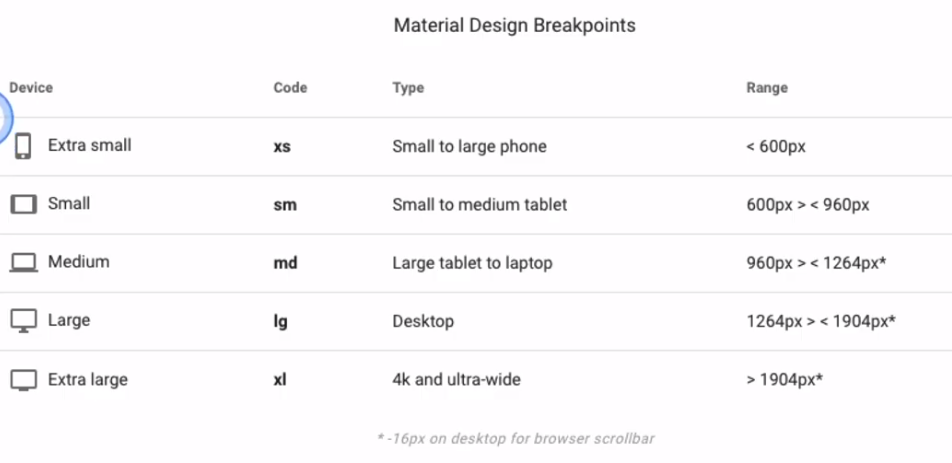 Material Design Breakpoints
Device Code Type Range
Extra small xs Small to large phone < 600px
Small sm Small to medium tablet 600px > < 960px
Medium md Large tablet to laptop 960px > < 1264px*
Large lg Desktop 1264px > < 1904px*
Extra large xl 4k and ultra-wide > 1904px*
* -16px on desktop for browser scrollbar